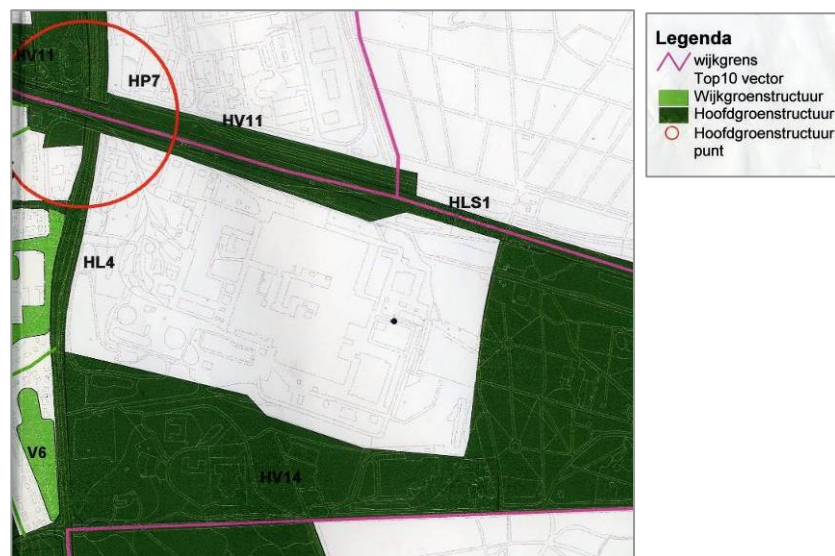 HV11
HP7
HV11
HLS1
HL4
V6
HV14
Legenda
wijkgrens
Top10 vector
Wijkgroenstructuur
Hoofdgroenstructuur
Hoofdgroenstructuur
punt